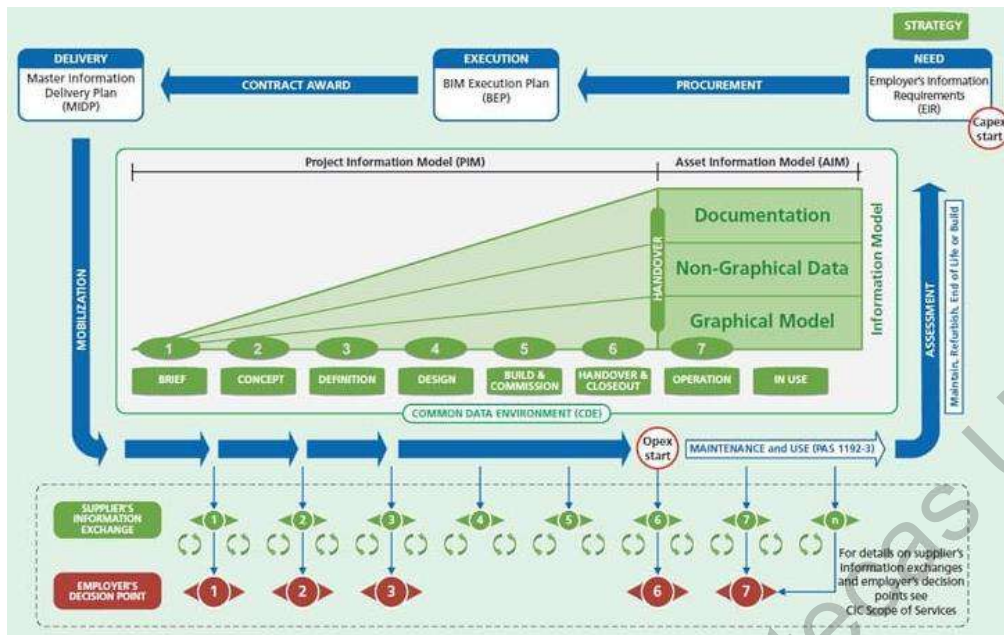 STRATEGY
DELIVERY
Master Information
Delivery Plan
(MIDP)
CONTRACT AWARD
EXECUTION
BIM Execution Plan
(BEP)
PROCUREMENT
NEED
Employer's Information
Requirements
(EIR)
Capex
start
Project Information Model (PIM)
Asset Information Model (AIM)
Documentation
Non-Graphical Data
Graphical Model
HANDOVER
Information Model
MOBILIZATION
ASSESSMENT
Maintain, Refurbish, End of Life or Build
1 2 3 4 5 6 7
BRIEF
CONCEPT
DEFINITION
DESIGN
BUILD &
COMMISSION
HANDOVER &
CLOSEOUT
OPERATION
IN USE
COMMON DATA ENVIRONMENT (CDE)
Opex
start
MAINTENANCE and USE (PAS 1192-3)
SUPPLIER'S
INFORMATION
EXCHANGE
1 2 3 4 5 6 7 n
For details on supplier's
information exchanges
and employer's decision
points see
CIC Scope of Services
EMPLOYER'S
DECISION POINT
1 2 3 6 7